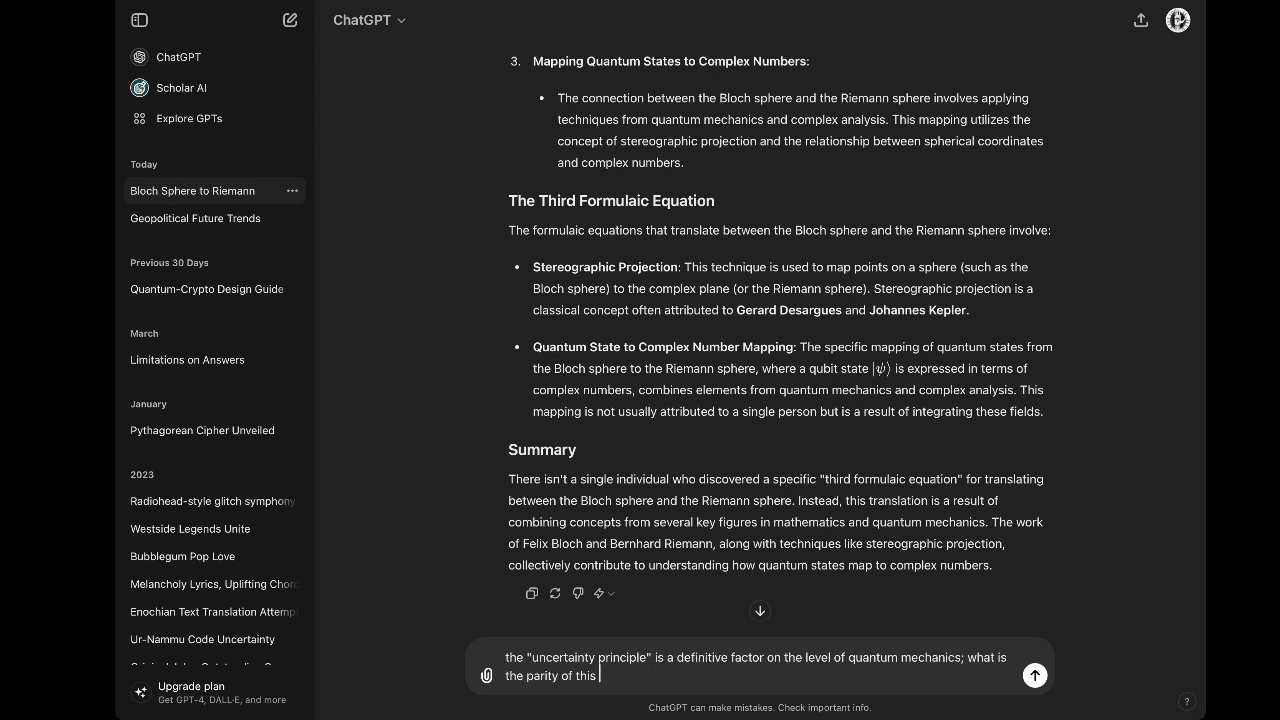 ChatGPT
Scholar AI
Explore GPTs
Today
Bloch Sphere to Riemann
Geopolitical Future Trends
Previous 30 Days
Quantum-Crypto Design Guide
March
Limitations on Answers
January
Pythagorean Cipher Unveiled
2023
Radiohead-style glitch symphony
Westside Legends Unite
Bubblegum Pop Love
Melancholy Lyrics, Uplifting Chor
Enochian Text Translation Attemp
Ur-Nammu Code Uncertainty
Upgrade plan
Get GPT-4, DALL·E, and more
ChatGPT
3. Mapping Quantum States to Complex Numbers:
• The connection between the Bloch sphere and the Riemann sphere involves applying
techniques from quantum mechanics and complex analysis. This mapping utilizes the
concept of stereographic projection and the relationship between spherical coordinates
and complex numbers.
The Third Formulaic Equation
The formulaic equations that translate between the Bloch sphere and the Riemann sphere involve:
• Stereographic Projection: This technique is used to map points on a sphere (such as the
Bloch sphere) to the complex plane (or the Riemann sphere). Stereographic projection is a
classical concept often attributed to Gerard Desargues and Johannes Kepler.
• Quantum State to Complex Number Mapping: The specific mapping of quantum states from
the Bloch sphere to the Riemann sphere, where a qubit state |ψ⟩ is expressed in terms of
complex numbers, combines elements from quantum mechanics and complex analysis. This
mapping is not usually attributed to a single person but is a result of integrating these fields.
Summary
There isn't a single individual who discovered a specific "third formulaic equation" for translating
between the Bloch sphere and the Riemann sphere. Instead, this translation is a result of
combining concepts from several key figures in mathematics and quantum mechanics. The work
of Felix Bloch and Bernhard Riemann, along with techniques like stereographic projection,
collectively contribute to understanding how quantum states map to complex numbers.
the "uncertainty principle" is a definitive factor on the level of quantum mechanics; what is
the parity of this
ChatGPT can make mistakes. Check important info.
?